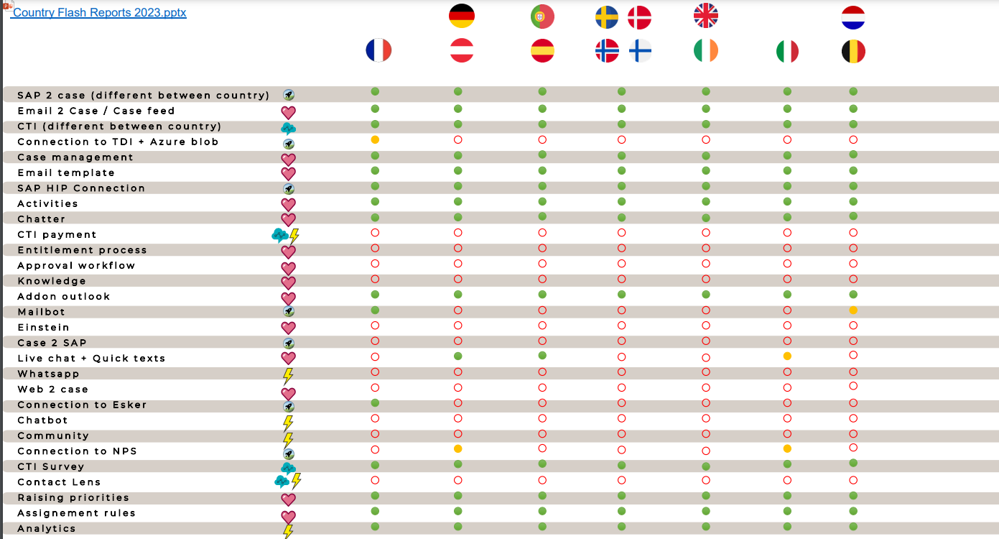 Country Flash Reports 2023.pptx
SAP 2 case (different between country)
Email 2 Case / Case feed
CTI (different between country)
Connection to TDI + Azure blob
Case management
Email template
SAP HIP Connection
Activities
Chatter
CTI payment
Entitlement process
Approval workflow
Knowledge
Addon outlook
Mailbot
Einstein
Case 2 SAP
Live chat + Quick texts
Whatsapp
Web 2 case
Connection to Esker
Chatbot
Community
Connection to NPS
CTI Survey
Contact Lens
Raising priorities
Assignement rules
Analytics